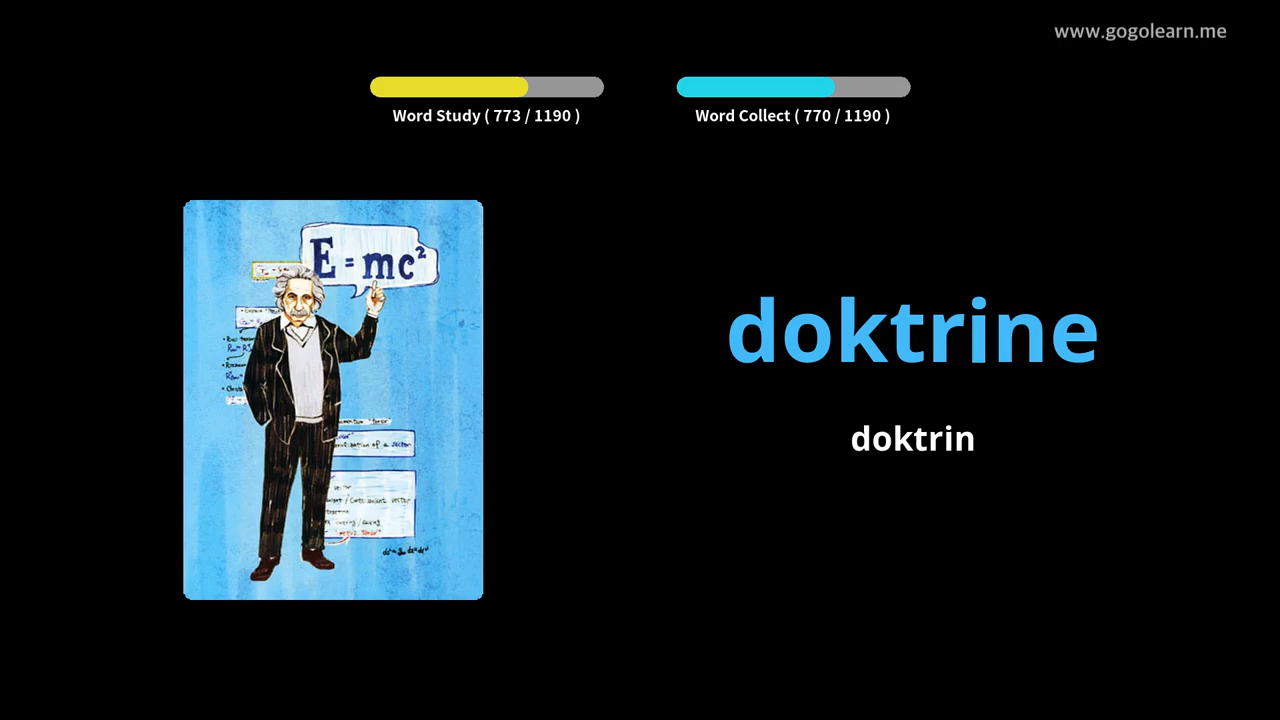 www.gogolearn.me
Word Study ( 773 / 1190 )
Word Collect ( 770 / 1190 )
E = mc²
doktrine
doktrin